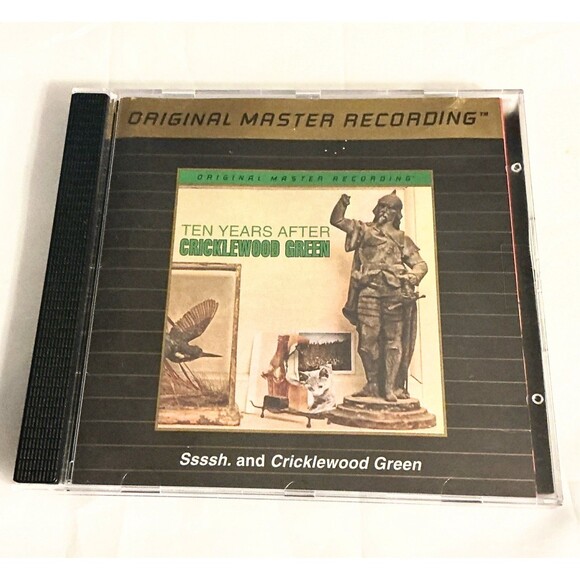 ORIGINAL MASTER RECORDING™
ORIGINAL MASTER RECORDING
TEN YEARS AFTER
CRICKLEWOOD GREEN
Ssssh. and Cricklewood Green